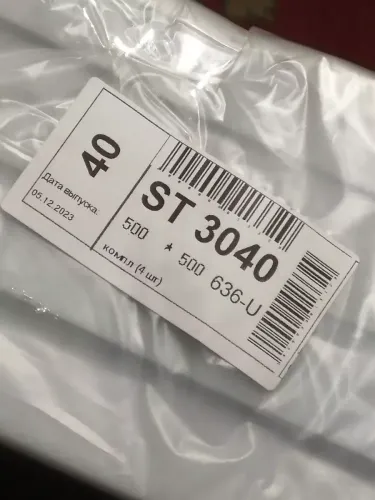 40
Дата выпуска:
05.12.2023
ST 3040
500 * 500 636-U
компл (4 шт)